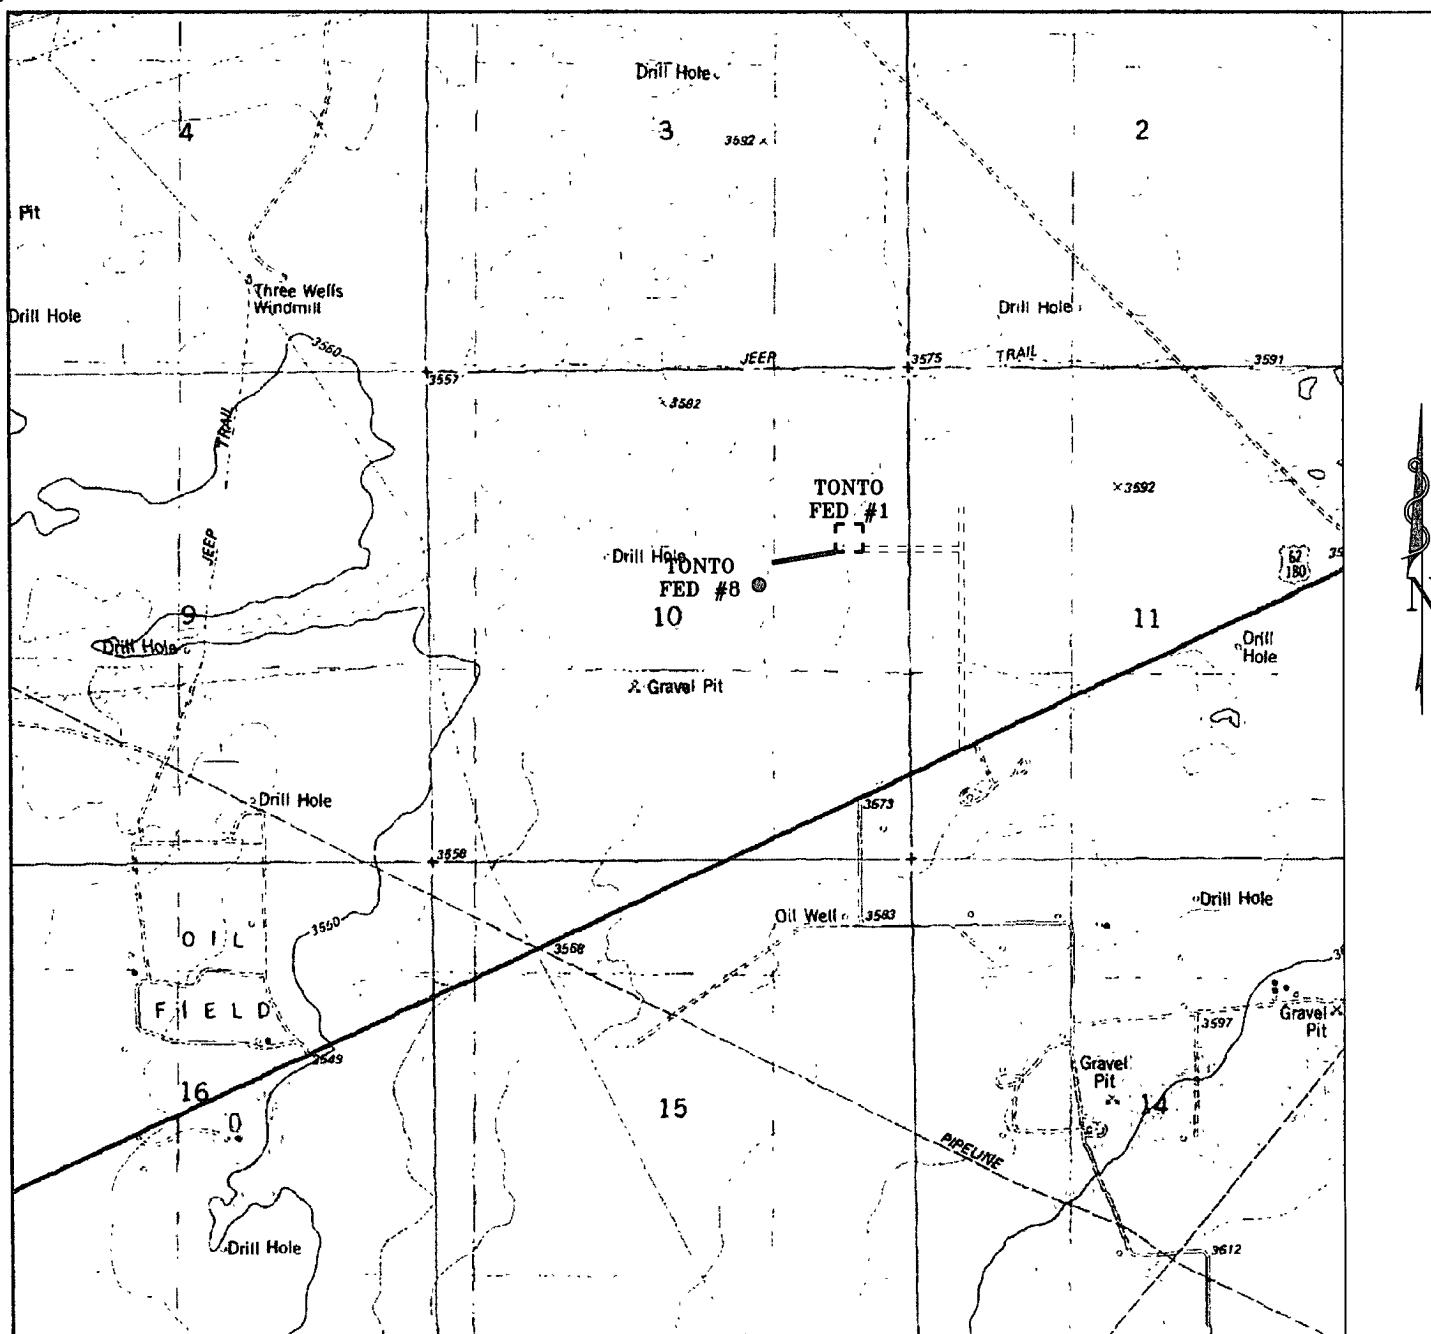 Drill Hole
4
3
2
3592
Pit
Three Wells
Windmill
Drill Hole
Drill Hole
3560
JEEP
3575
TRAIL
3591
3557
3582
TRAIL
TONTO
FED #1
3592
JEEP
Drill Hole
TONTO
FED #8
62
180
9
10
11
Drill Hole
Drill
Hole
Gravel Pit
Drill Hole
3573
3558
Drill Hole
Oil Well
3583
OIL
3568
FIELD
3597
Gravel
Pit
3549
Gravel
Pit
16
15
14
PIPELINE
Drill Hole
3612
N